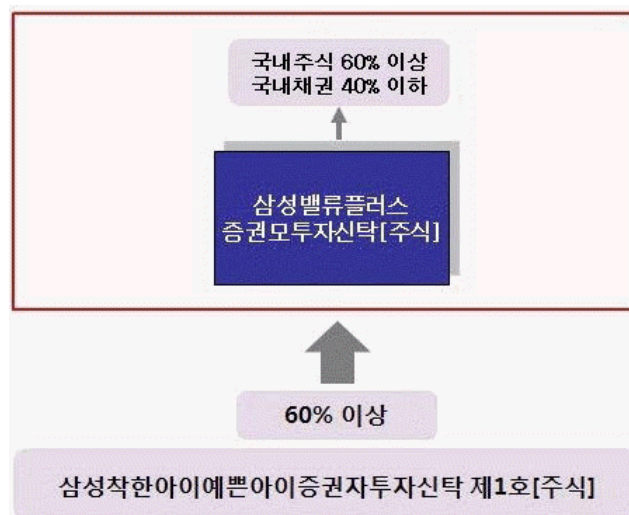 국내주식 60% 이상
국내채권 40% 이하
삼성밸류플러스
증권모투자신탁[주식]
60% 이상
삼성착한아이예쁜아이증권자투자신탁 제1호[주식]